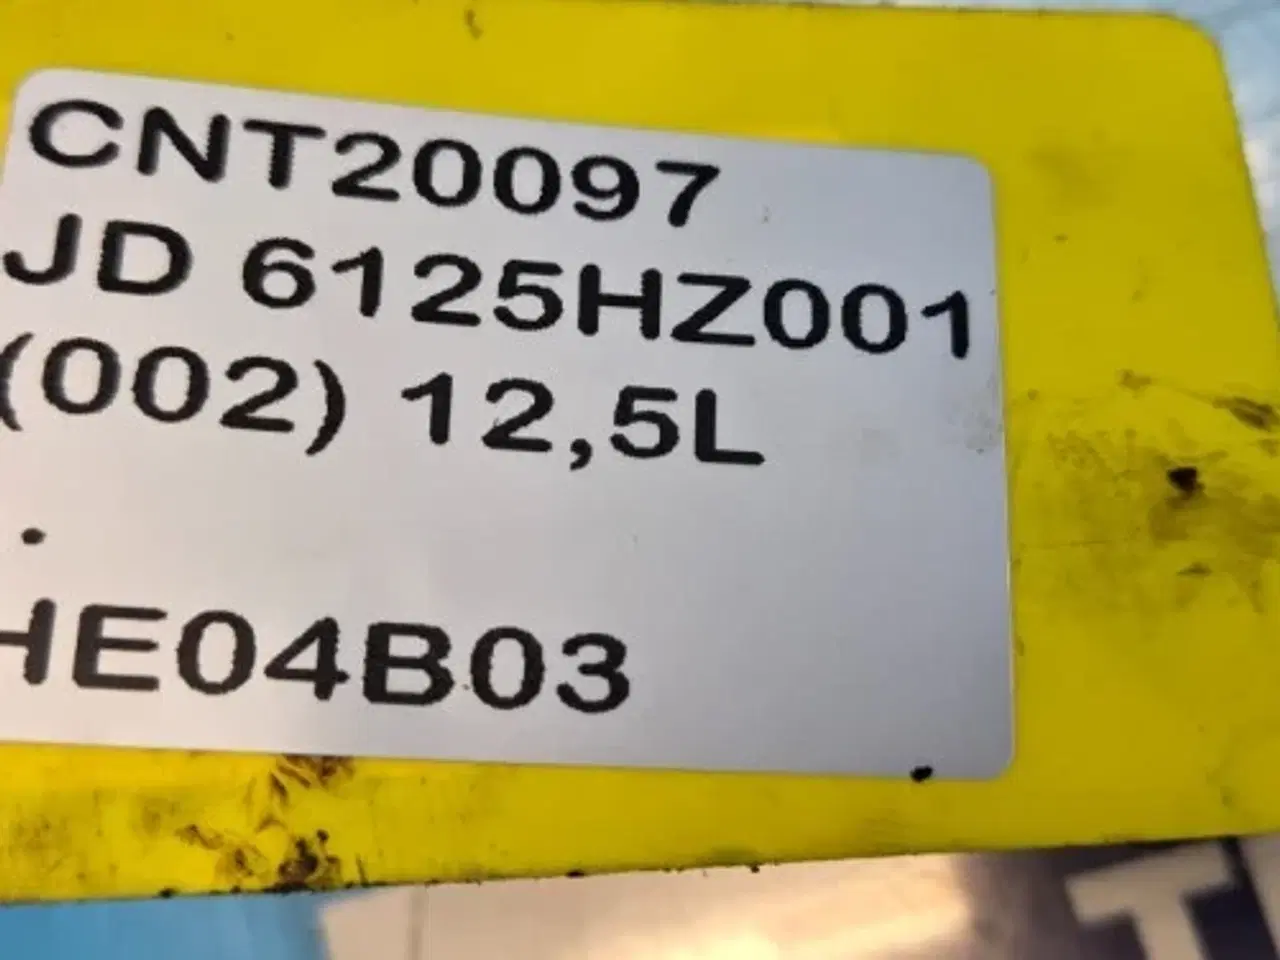 CNT20097
JD 6125HZ001
(002) 12,5L
.
HE04B03
T